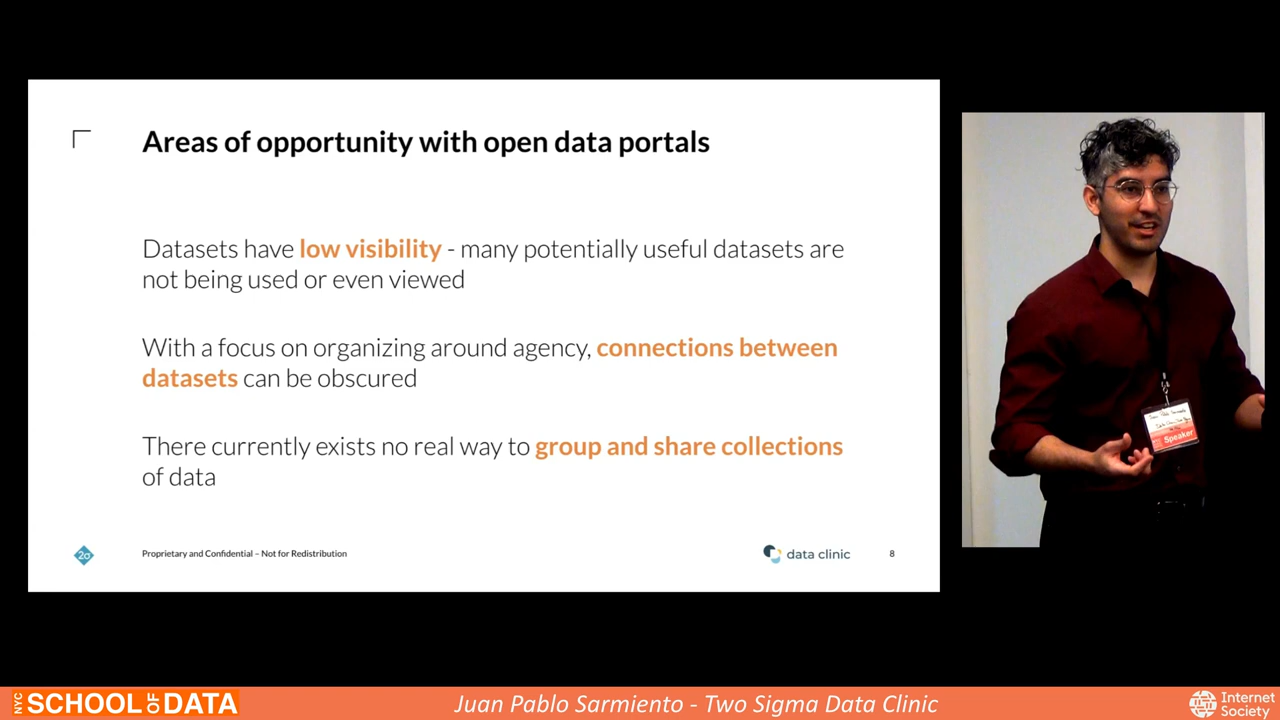 Areas of opportunity with open data portals
Datasets have low visibility - many potentially useful datasets are
not being used or even viewed
With a focus on organizing around agency, connections between
datasets can be obscured
There currently exists no real way to group and share collections
of data
2σ
Proprietary and Confidential – Not for Redistribution
data clinic
8
Speaker
NYC SCHOOL OF DATA
Juan Pablo Sarmiento - Two Sigma Data Clinic
Internet
Society